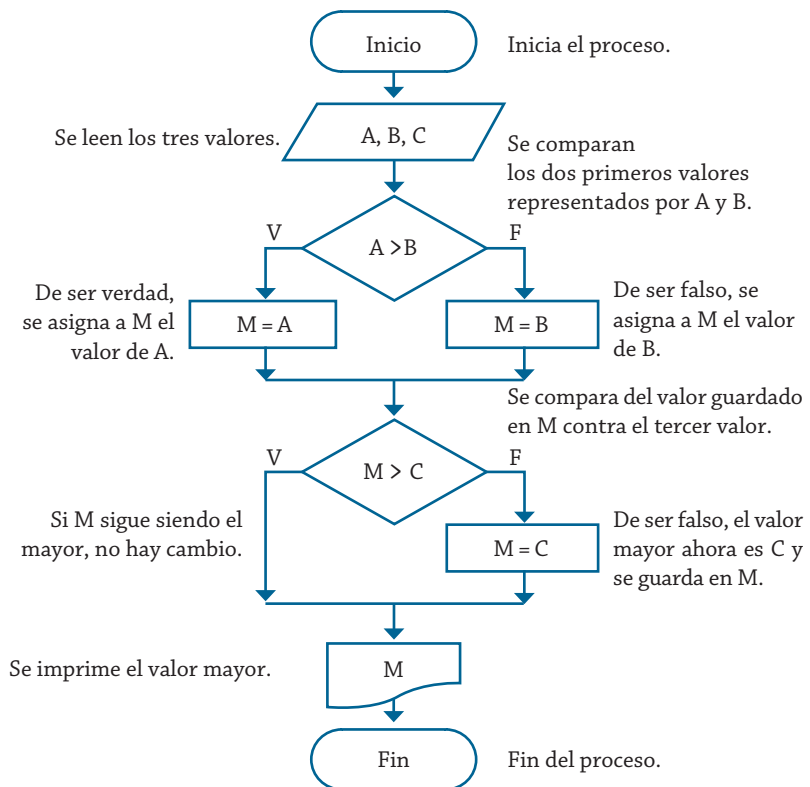 Inicio
Inicia el proceso.
Se leen los tres valores.
A, B, C
Se comparan
los dos primeros valores
representados por A y B.
V
A >B
F
De ser verdad,
se asigna a M el
valor de A.
M = A
M = B
De ser falso, se
asigna a M el valor
de B.
Se compara del valor guardado
en M contra el tercer valor.
V
M > C
F
Si M sigue siendo el
mayor, no hay cambio.
M = C
De ser falso, el valor
mayor ahora es C y
se guarda en M.
Se imprime el valor mayor.
M
Fin
Fin del proceso.